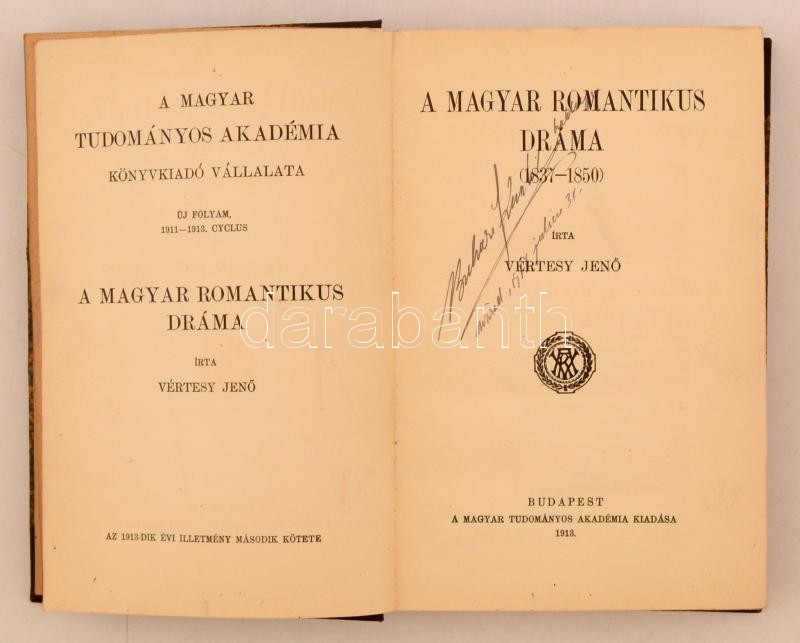 A MAGYAR
TUDOMÁNYOS AKADÉMIA
KÖNYVKIADÓ VÁLLALATA
ÚJ FOLYAM,
1911—1913. CYCLUS
A MAGYAR ROMANTIKUS
DRÁMA
ÍRTA
VÉRTESY JENŐ
AZ 1913-DIK ÉVI ILLETMÉNY MÁSODIK KÖTETE
A MAGYAR ROMANTIKUS
DRÁMA
(1837—1850)
ÍRTA
VÉRTESY JENŐ
július 31.
BUDAPEST
A MAGYAR TUDOMÁNYOS AKADÉMIA KIADÁSA
1913.
darabanth